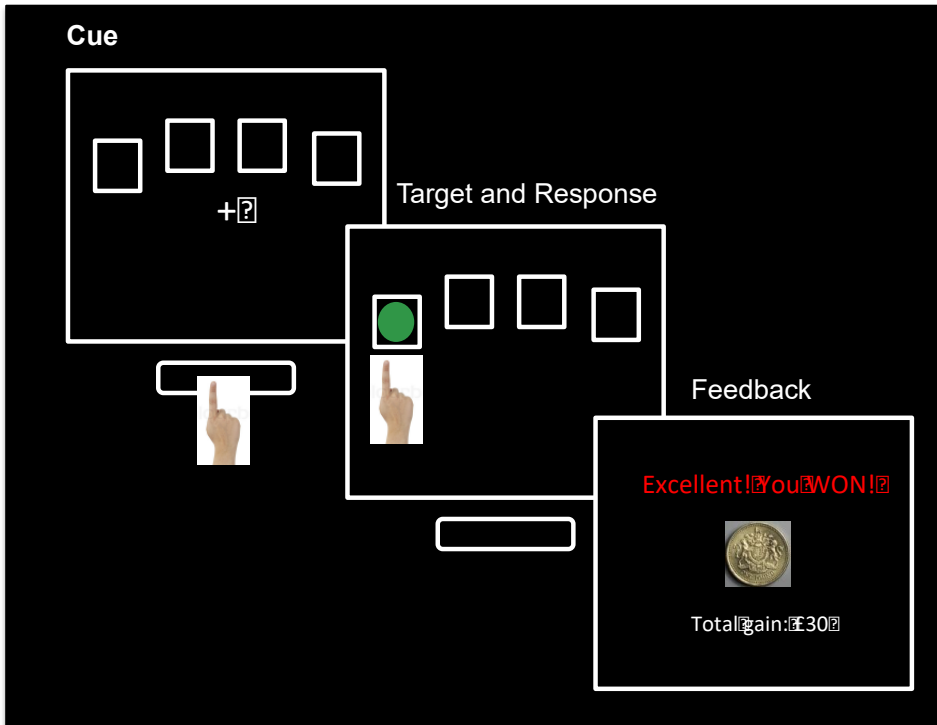 Cue
+⍰
Target and Response
Feedback
Excellent!⍰You⍰WON!⍰
Total⍰gain:⍰£30⍰